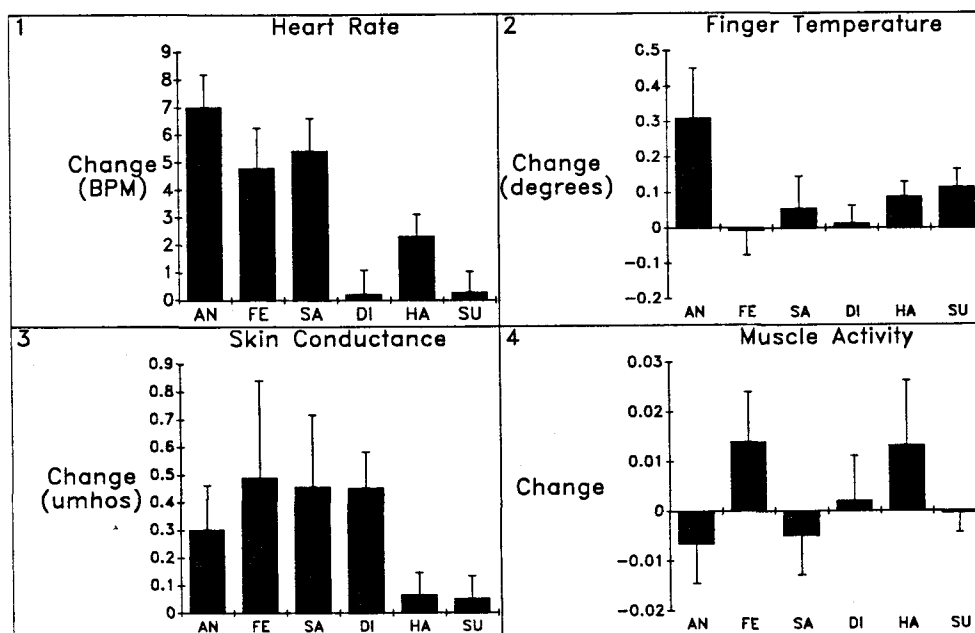 1
Heart Rate
9
8
7
6
5
4
3
2
1
0
Change
(BPM)
AN FE SA DI HA SU
2
Finger Temperature
0.5
0.4
0.3
0.2
0.1
0
-0.1
-0.2
Change
(degrees)
AN FE SA DI HA SU
3
Skin Conductance
0.9
0.8
0.7
0.6
0.5
0.4
0.3
0.2
0.1
0
Change
(umhos)
AN FE SA DI HA SU
4
Muscle Activity
0.03
0.02
0.01
0
-0.01
-0.02
Change
AN FE SA DI HA SU